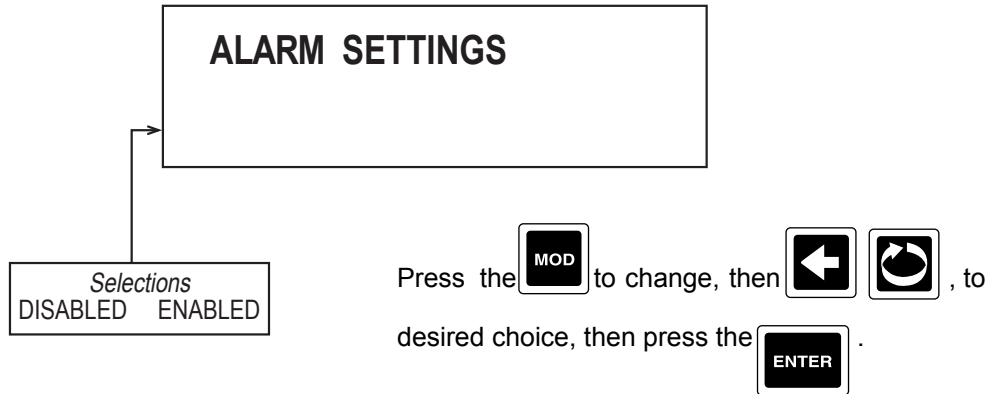 ALARM SETTINGS
Selections
DISABLED ENABLED
Press the MOD to change, then , to
desired choice, then press the ENTER .